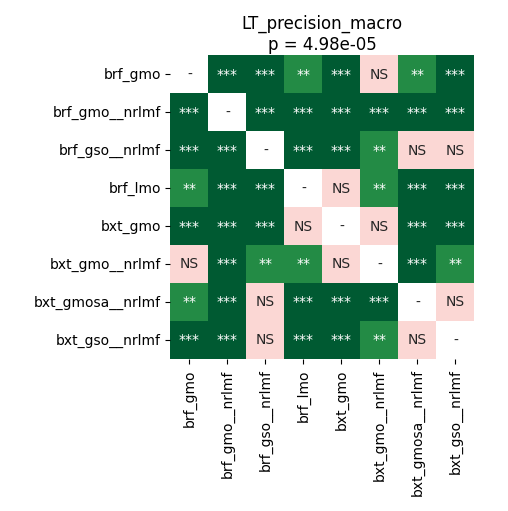 LT_precision_macro
p = 4.98e-05
brf_gmo - *** *** ** *** NS ** ***
brf_gmo__nrlmf *** - *** *** *** *** *** ***
brf_gso__nrlmf *** *** - *** *** ** NS NS
brf_lmo ** *** *** - NS ** *** ***
bxt_gmo *** *** *** NS - NS *** ***
bxt_gmo__nrlmf NS *** ** ** NS - *** **
bxt_gmosa__nrlmf ** *** NS *** *** *** - NS
bxt_gso__nrlmf *** *** NS *** *** ** NS -
brf_gmo
brf_gmo__nrlmf
brf_gso__nrlmf
brf_lmo
bxt_gmo
bxt_gmo__nrlmf
bxt_gmosa__nrlmf
bxt_gso__nrlmf